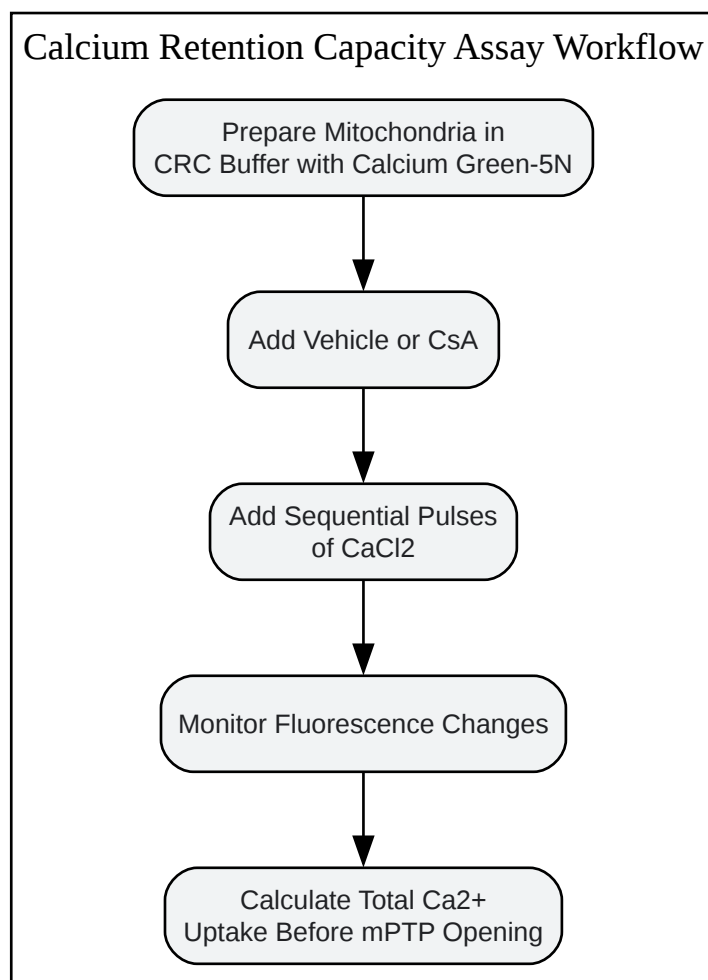 Calcium Retention Capacity Assay Workflow
Prepare Mitochondria in
CRC Buffer with Calcium Green-5N
Add Vehicle or CsA
Add Sequential Pulses
of CaCl2
Monitor Fluorescence Changes
Calculate Total Ca2+
Uptake Before mPTP Opening